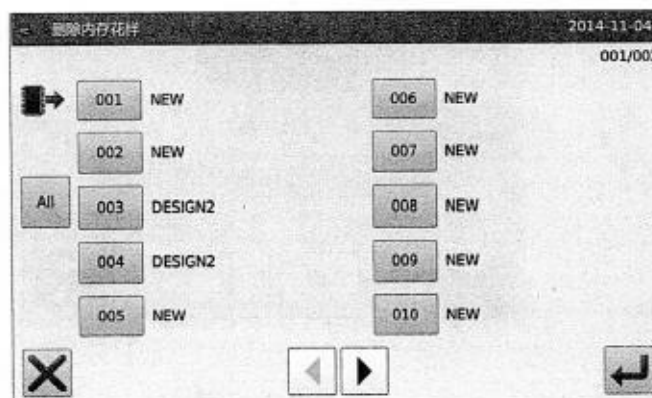 删除内存花样 2014-11-04
001/00
001 NEW 006 NEW
002 NEW 007 NEW
All
003 DESIGN2 008 NEW
004 DESIGN2 009 NEW
005 NEW 010 NEW